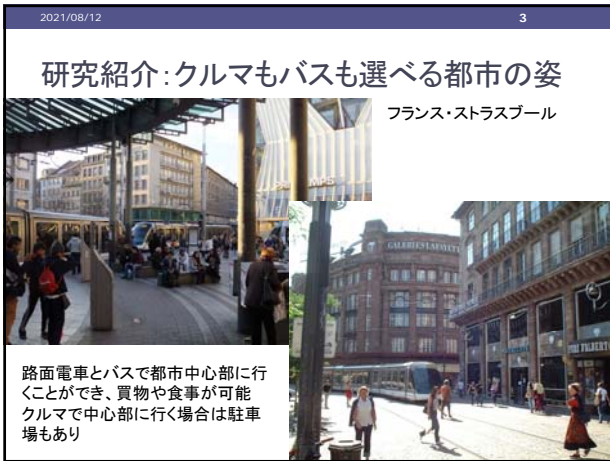 2021/08/12
3
研究紹介：クルマもバスも選べる都市の姿
フランス・ストラスブール
GALERIES LAFAYETTE
路面電車とバスで都市中心部に行
くことができ、買物や食事が可能
クルマで中心部に行く場合は駐車
場もあり